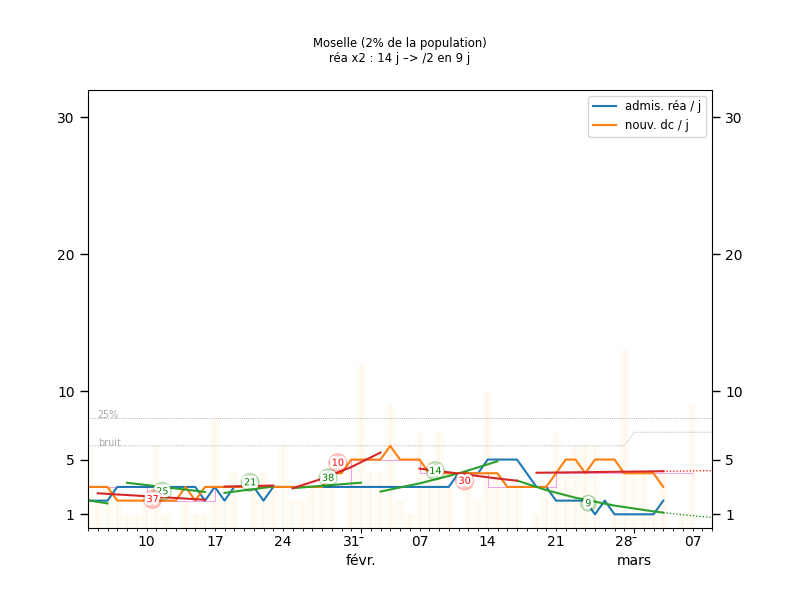 Moselle (2% de la population)
réa x2 : 14 j –> /2 en 9 j
admis. réa / j
nouv. dc / j
30 30
20 20
10 10
25%
bruit
5 5
10 38 14 30
37 25 21 9
1 1
10 17 24 31 07 14 21 28 07
févr. mars